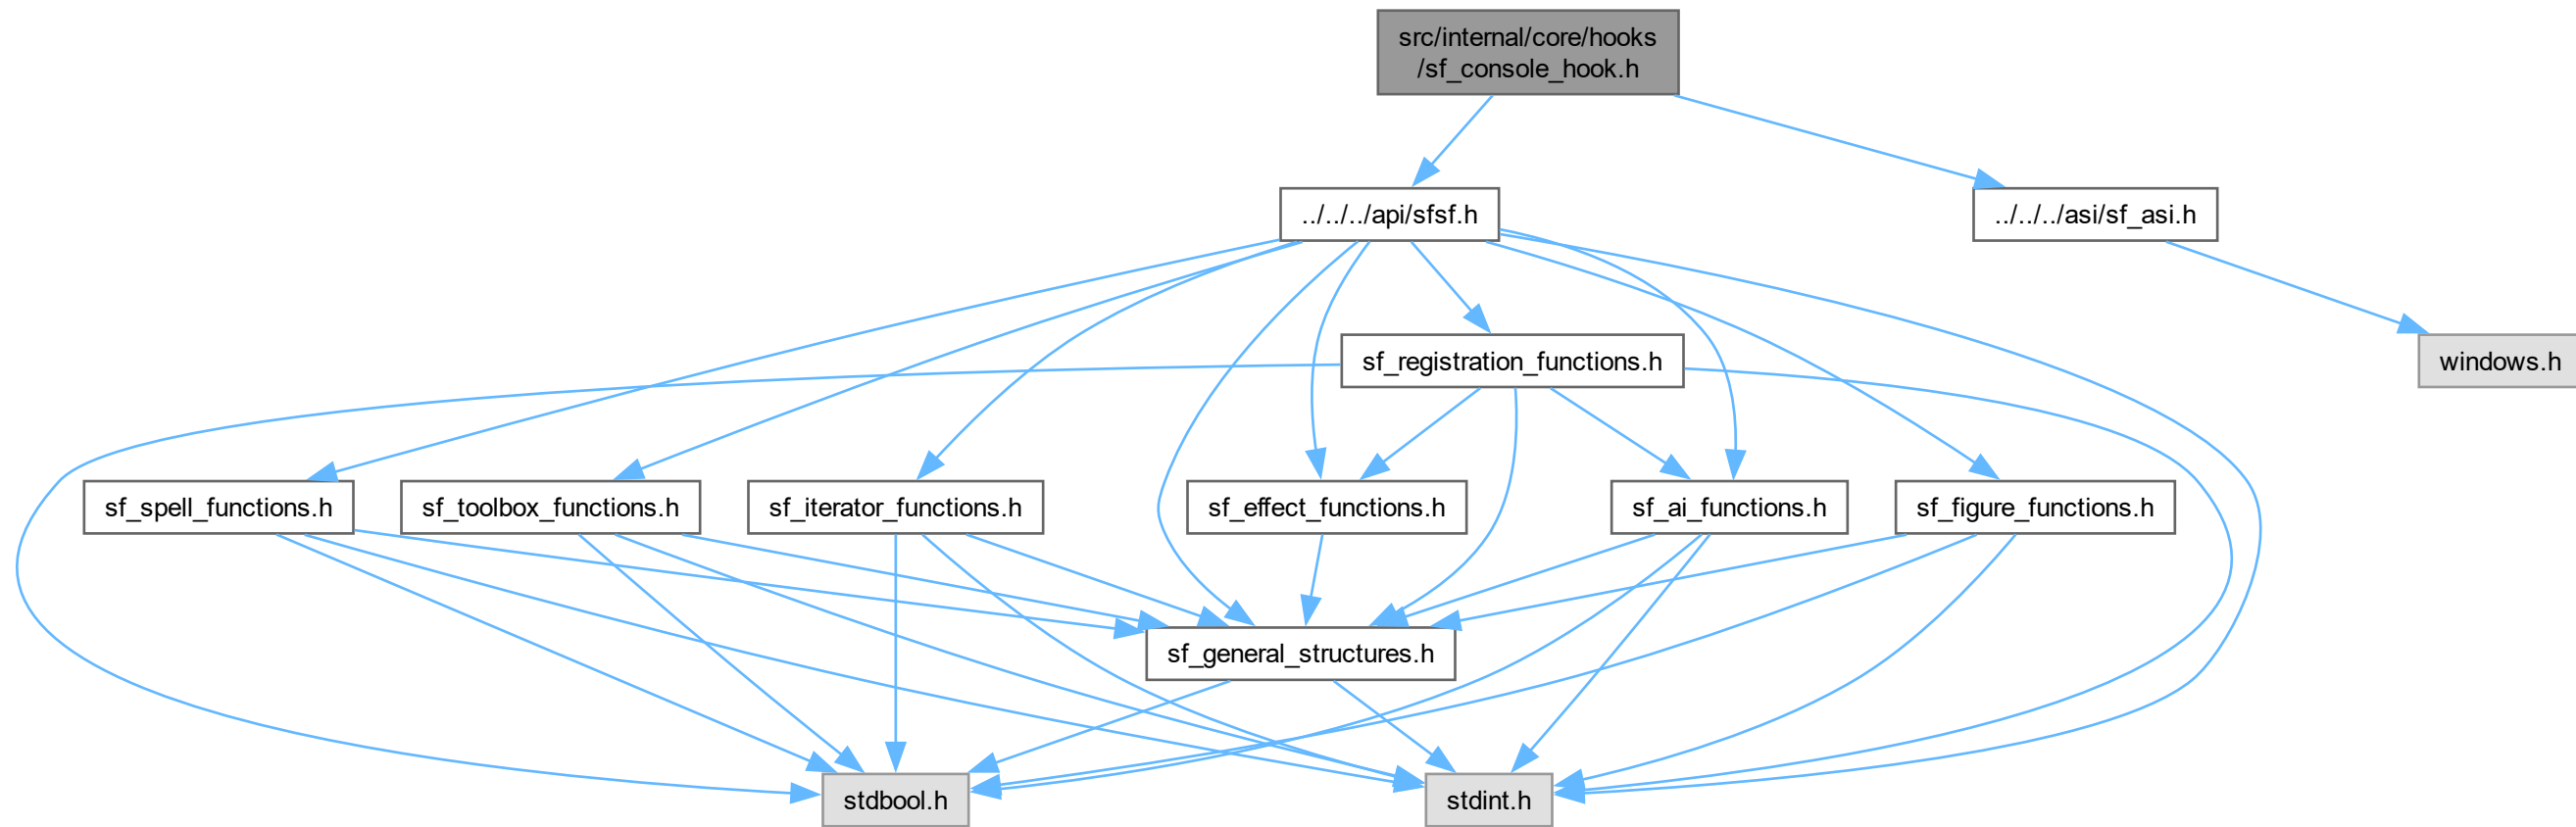 src/internal/core/hooks
/sf_console_hook.h
../../../api/sfsf.h
../../../asi/sf_asi.h
sf_registration_functions.h
windows.h
sf_spell_functions.h
sf_toolbox_functions.h
sf_iterator_functions.h
sf_effect_functions.h
sf_ai_functions.h
sf_figure_functions.h
sf_general_structures.h
stdbool.h
stdint.h